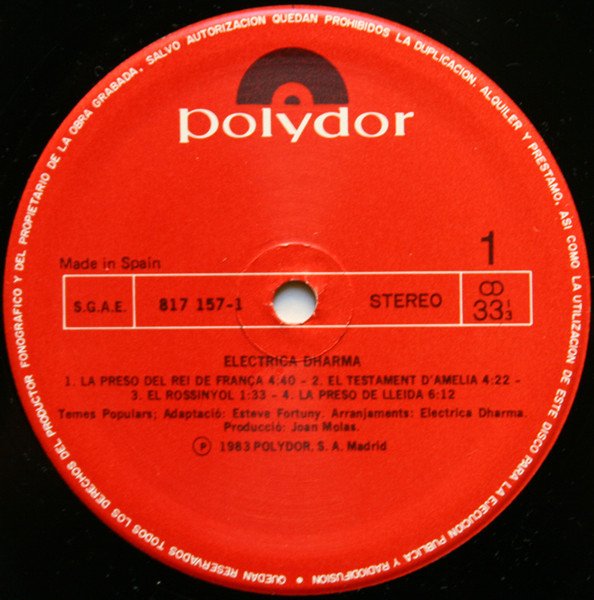 polydor
Made in Spain
1
S.G.A.E.
817 157-1
STEREO
33 1/3
ELECTRICA DHARMA
1. LA PRESO DEL REI DE FRANÇA 4:40 - 2. EL TESTAMENT D'AMELIA 4:22 -
3. EL ROSSINYOL 1:33 - 4. LA PRESO DE LLEIDA 6:12
Temes Populars; Adaptació: Esteve Fortuny. Arranjaments: Electrica Dharma.
Producció: Joan Molas.
Ⓟ 1983 POLYDOR, S. A. Madrid
· QUEDAN RESERVADOS TODOS LOS DERECHOS DEL PRODUCTOR FONOGRAFICO Y DEL PROPIETARIO DE LA OBRA GRABADA. SALVO AUTORIZACION QUEDAN PROHIBIDOS LA DUPLICACION, ALQUILER Y PRESTAMO, ASI COMO LA UTILIZACION DE ESTE DISCO PARA LA EJECUCION PUBLICA Y RADIODIFUSION